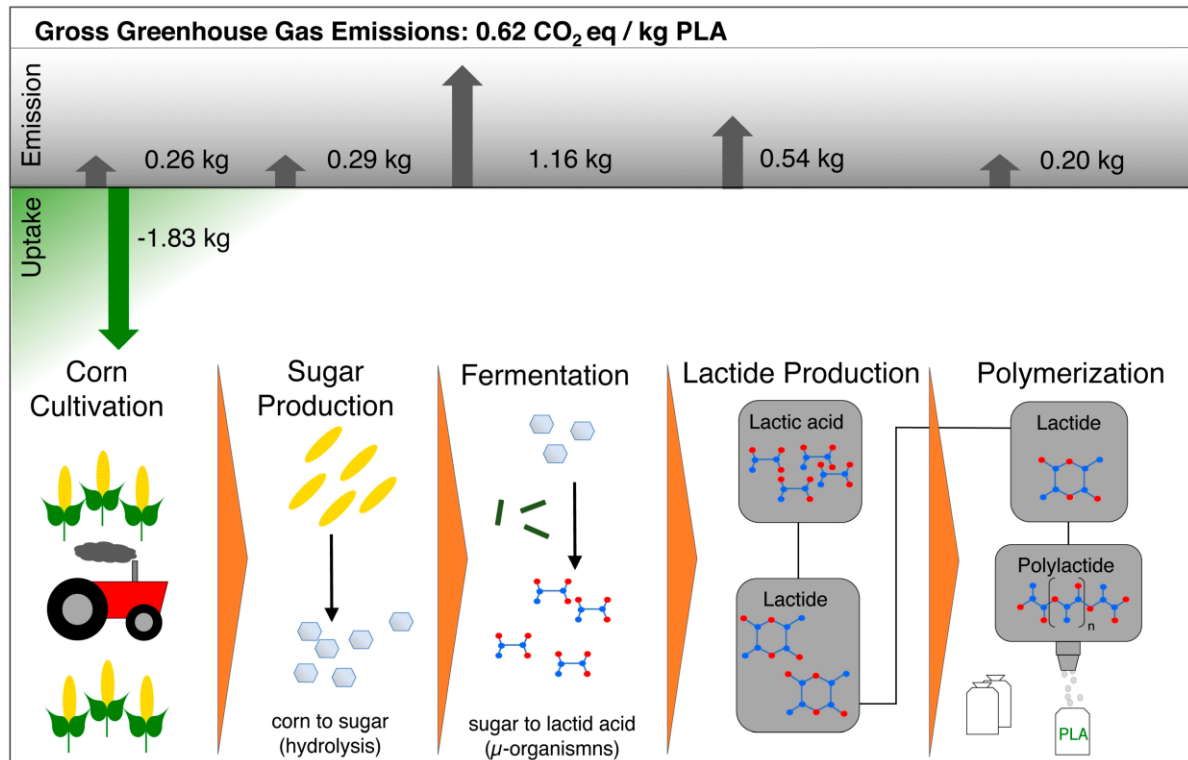 Gross Greenhouse Gas Emissions: 0.62 CO₂ eq / kg PLA
Emission
0.26 kg
0.29 kg
1.16 kg
0.54 kg
0.20 kg
Uptake
-1.83 kg
Corn
Cultivation
Sugar
Production
corn to sugar
(hydrolysis)
Fermentation
sugar to lactid acid
(µ-organismns)
Lactide Production
Lactic acid
Lactide
Polymerization
Lactide
Polylactide
n
PLA